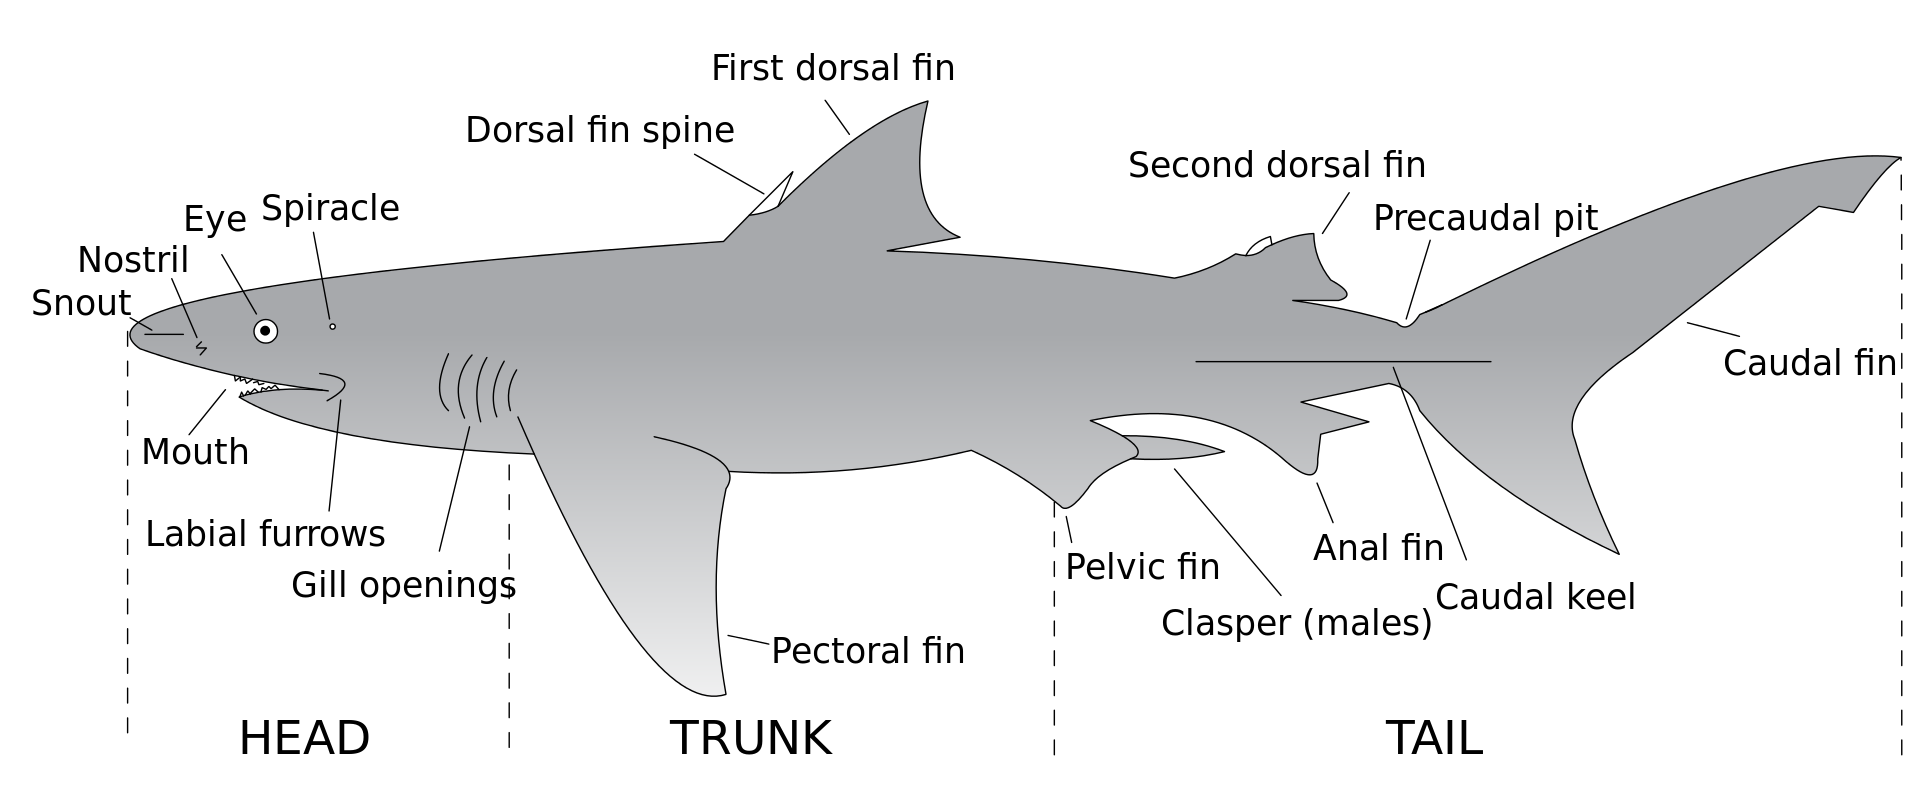 First dorsal fin
Dorsal fin spine
Second dorsal fin
Eye
Spiracle
Precaudal pit
Nostril
Snout
Caudal fin
Mouth
Labial furrows
Anal fin
Gill openings
Pelvic fin
Caudal keel
Clasper (males)
Pectoral fin
HEAD
TRUNK
TAIL